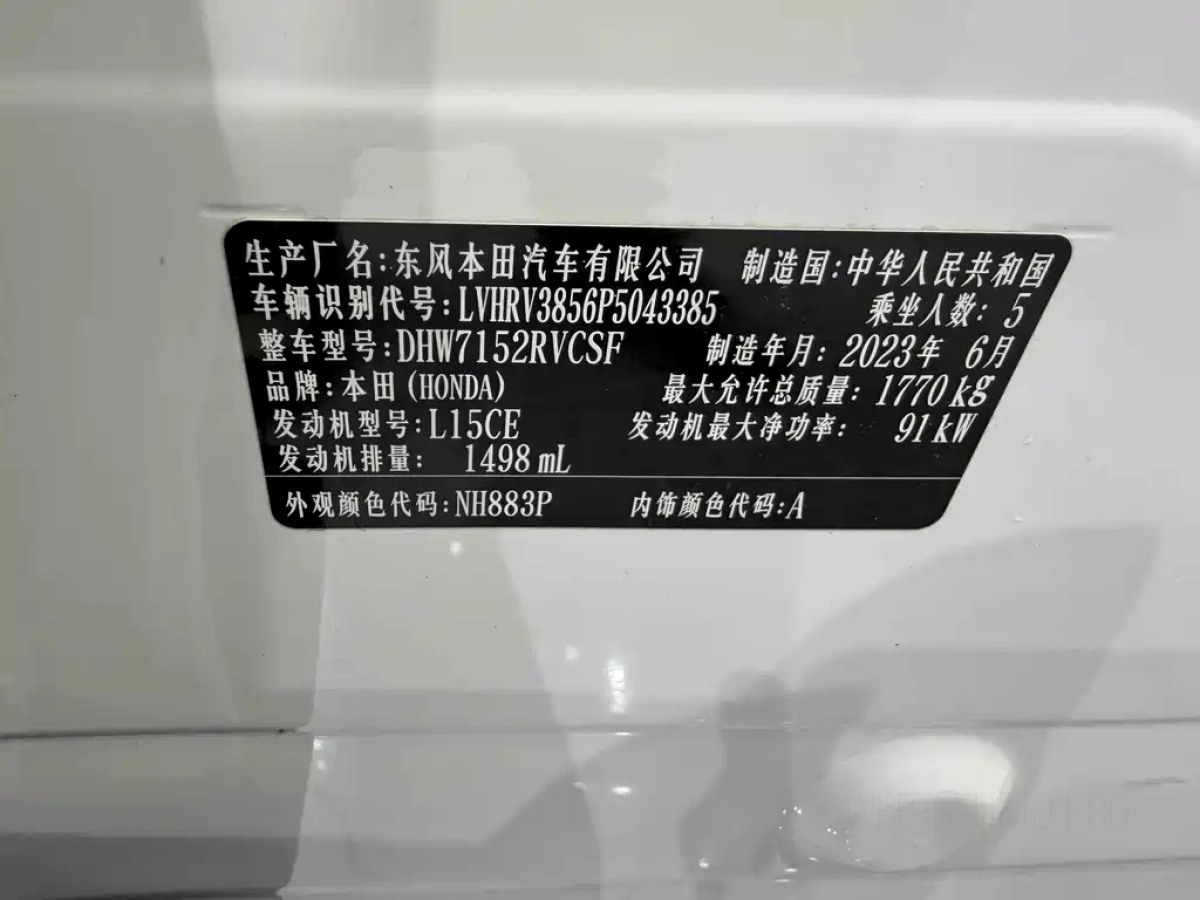 生产厂名:东风本田汽车有限公司 制造国:中华人民共和国
车辆识别代号:LVHRV3856P5043385 乘坐人数: 5
整车型号:DHW7152RVCSF 制造年月: 2023年 6月
品牌:本田(HONDA) 最大允许总质量: 1770kg
发动机型号:L15CE 发动机最大净功率: 91kW
发动机排量: 1498mL
外观颜色代码:NH883P 内饰颜色代码:A